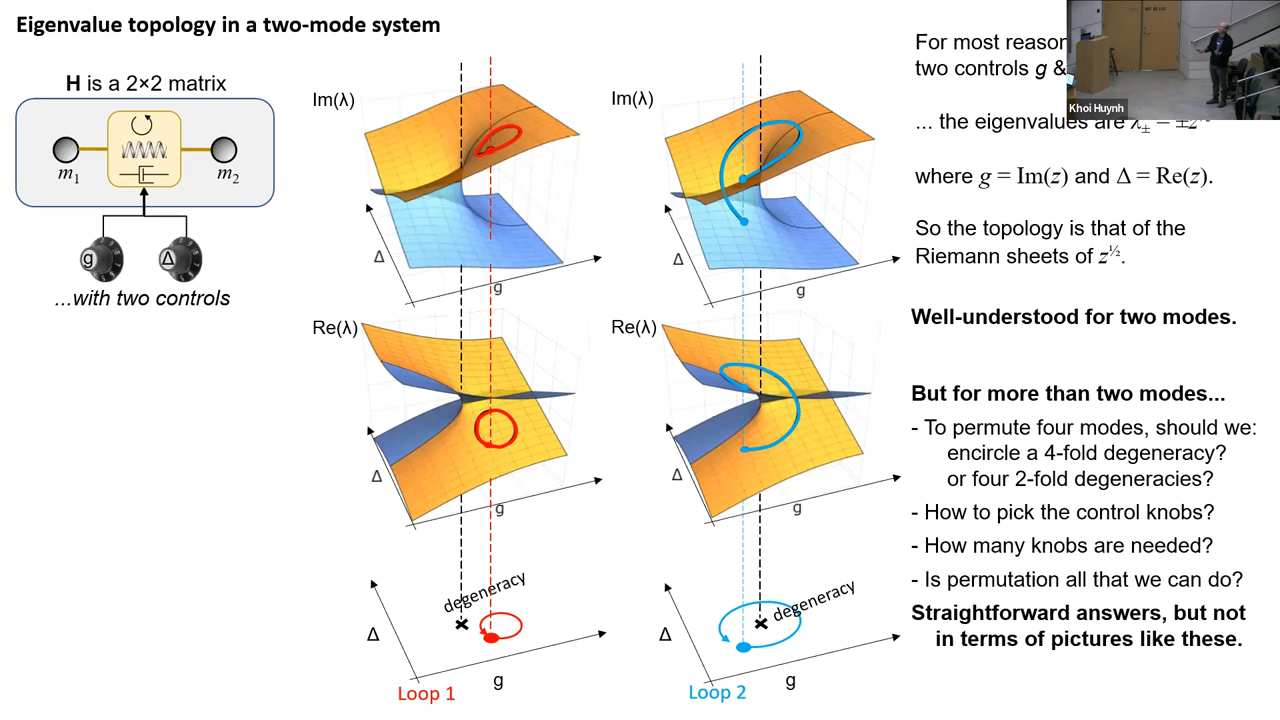 Eigenvalue topology in a two-mode system
H is a 2×2 matrix
m1
m2
g
Δ
...with two controls
Im(λ)
Δ
g
Re(λ)
Δ
g
degeneracy
Δ
g
Loop 1
Im(λ)
Δ
g
Re(λ)
Δ
g
degeneracy
Δ
g
Loop 2
For most
two controls g &
... the eigenvalues are
where g = Im(z) and Δ = Re(z).
So the topology is that of the
Riemann sheets of z^½.
Well-understood for two modes.
But for more than two modes...
- To permute four modes, should we:
encircle a 4-fold degeneracy?
or four 2-fold degeneracies?
- How to pick the control knobs?
- How many knobs are needed?
- Is permutation all that we can do?
Straightforward answers, but not
in terms of pictures like these.
Khoi Huynh